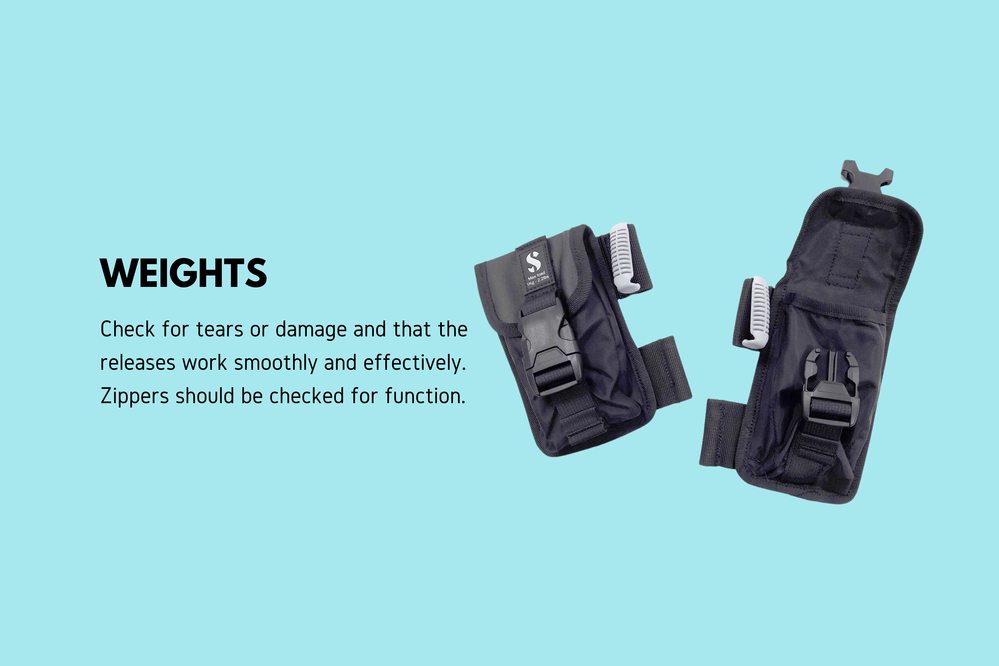 WEIGHTS
Check for tears or damage and that the
releases work smoothly and effectively.
Zippers should be checked for function.
S